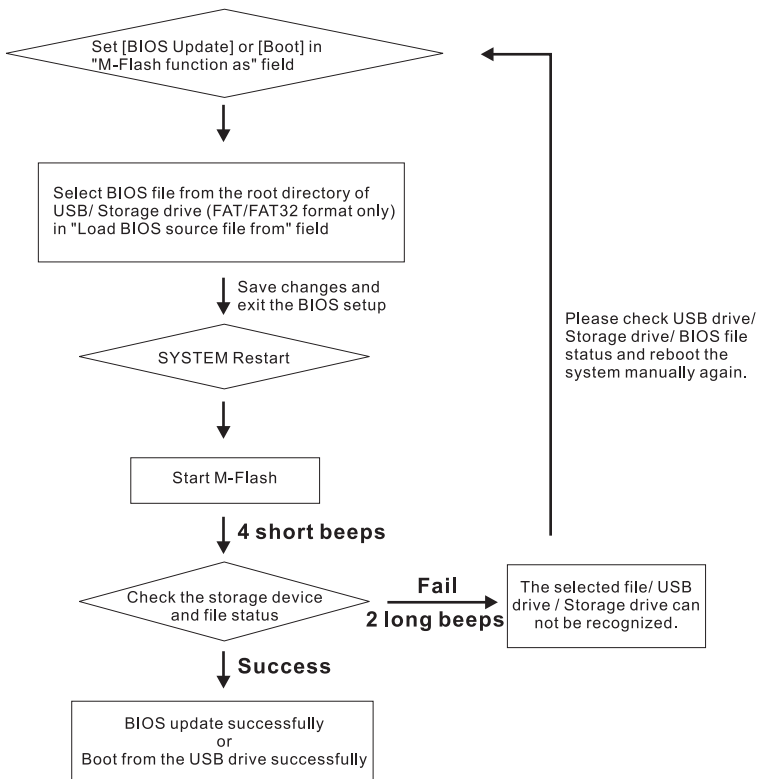 Set [BIOS Update] or [Boot] in
"M-Flash function as" field
Select BIOS file from the root directory of
USB/ Storage drive (FAT/FAT32 format only)
in "Load BIOS source file from" field
Save changes and
exit the BIOS setup
SYSTEM Restart
Start M-Flash
4 short beeps
Check the storage device
and file status
Fail
2 long beeps
The selected file/ USB
drive / Storage drive can
not be recognized.
Please check USB drive/
Storage drive/ BIOS file
status and reboot the
system manually again.
Success
BIOS update successfully
or
Boot from the USB drive successfully